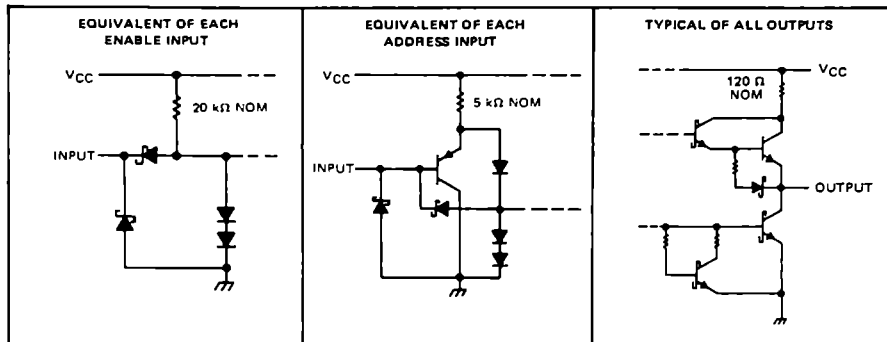 EQUIVALENT OF EACH
ENABLE INPUT
VCC
20 kΩ NOM
INPUT
EQUIVALENT OF EACH
ADDRESS INPUT
VCC
5 kΩ NOM
INPUT
TYPICAL OF ALL OUTPUTS
VCC
120 Ω
NOM
OUTPUT